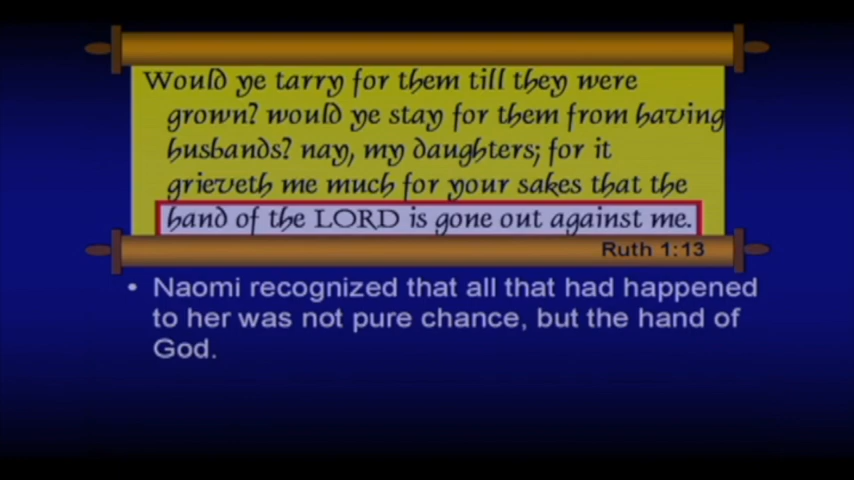 Would ye tarry for them till they were
grown? would ye stay for them from having
husbands? nay, my daughters; for it
grieveth me much for your sakes that the
hand of the LORD is gone out against me.
Ruth 1:13
• Naomi recognized that all that had happened
to her was not pure chance, but the hand of
God.